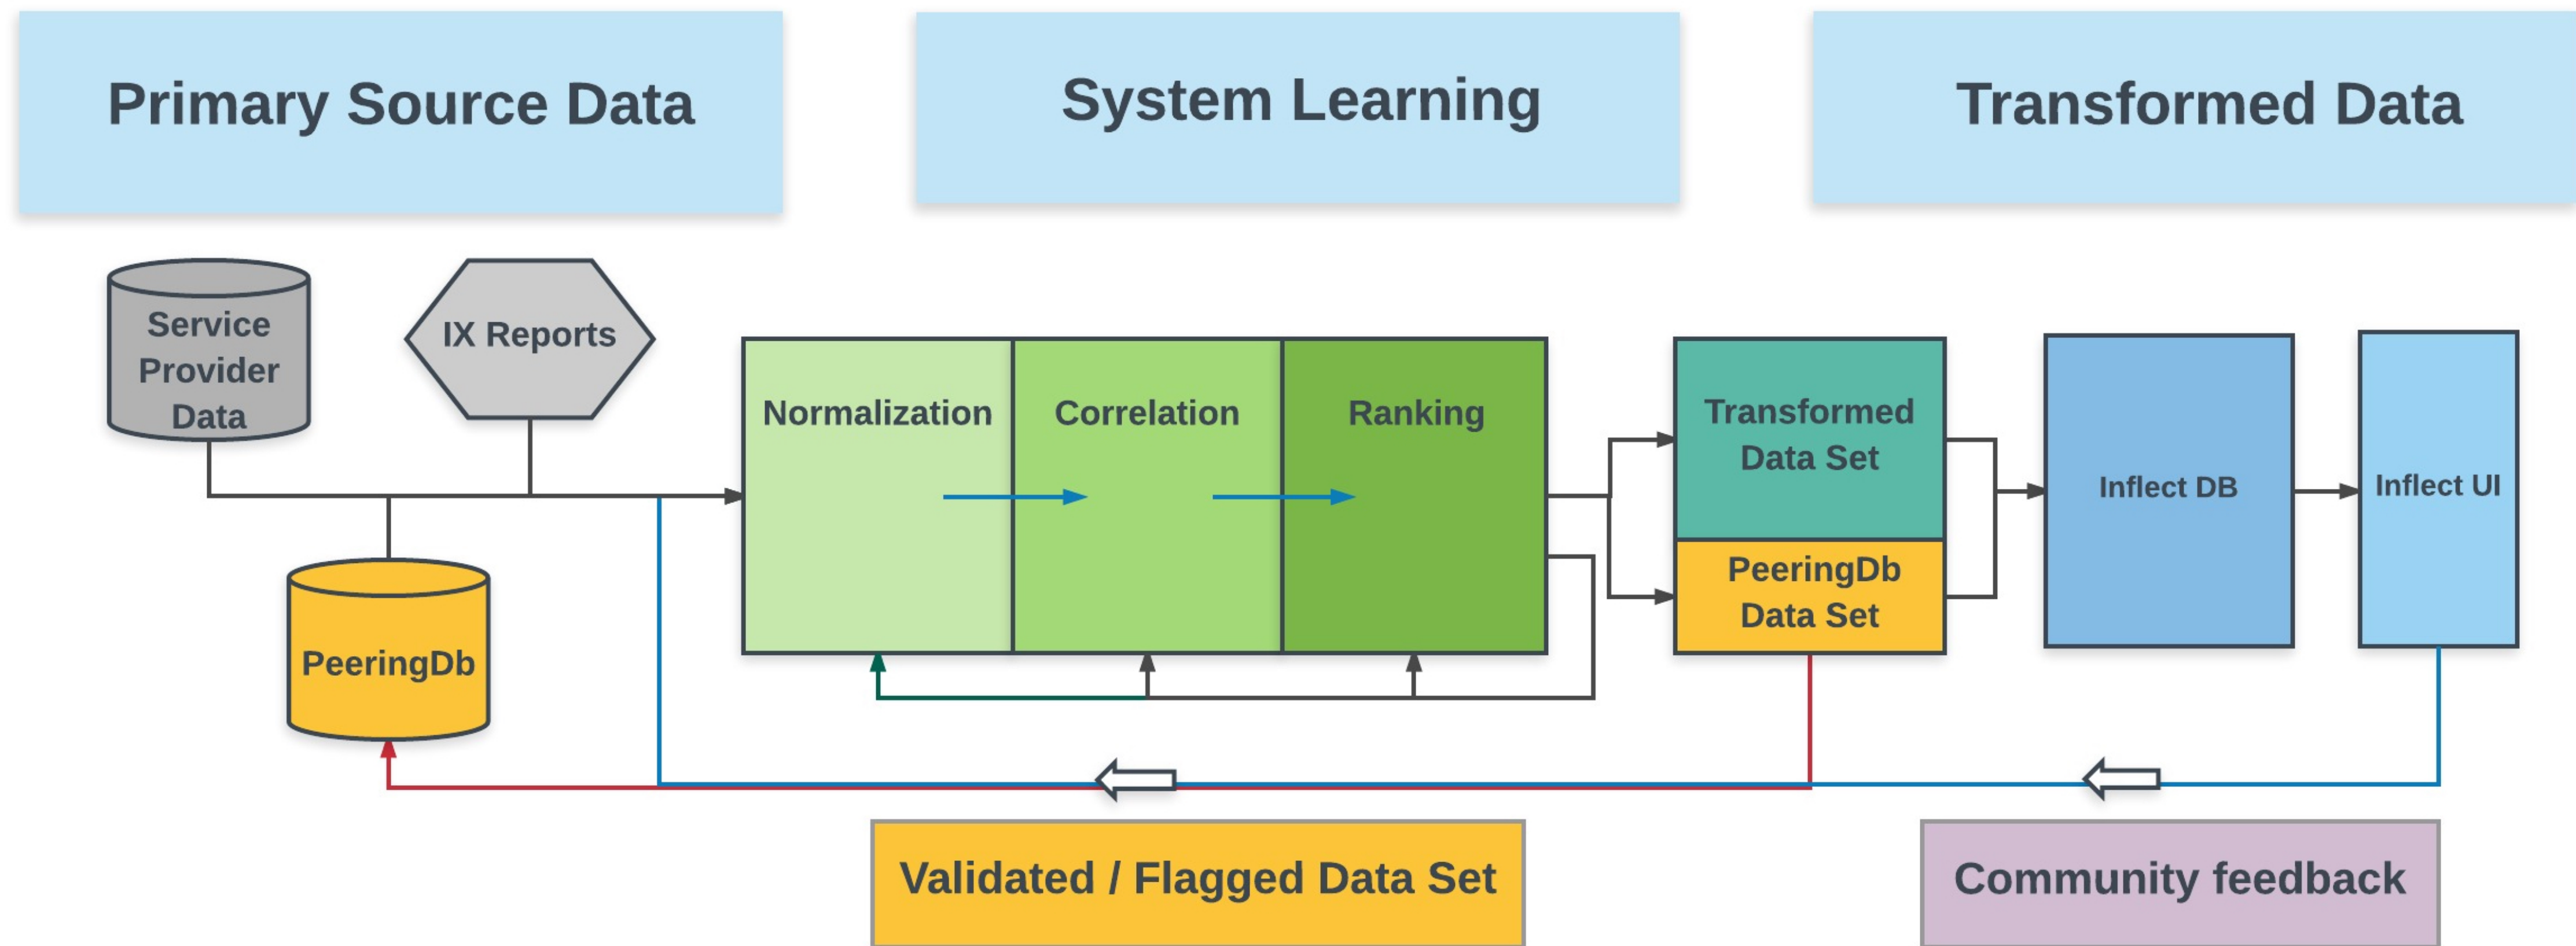 Primary Source Data
System Learning
Transformed Data
Service
Provider
Data
IX Reports
PeeringDb
Normalization
Correlation
Ranking
Transformed
Data Set
PeeringDb
Data Set
Inflect DB
Inflect UI
Validated / Flagged Data Set
Community feedback